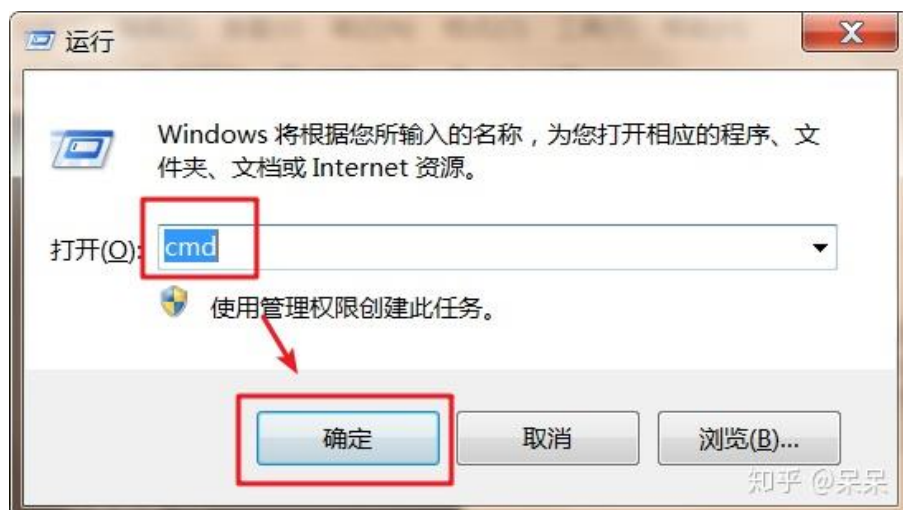 运行
Windows 将根据您所输入的名称，为您打开相应的程序、文
件夹、文档或 Internet 资源。
打开(O): cmd
使用管理权限创建此任务。
确定 取消 浏览(B)...
知乎 @呆呆